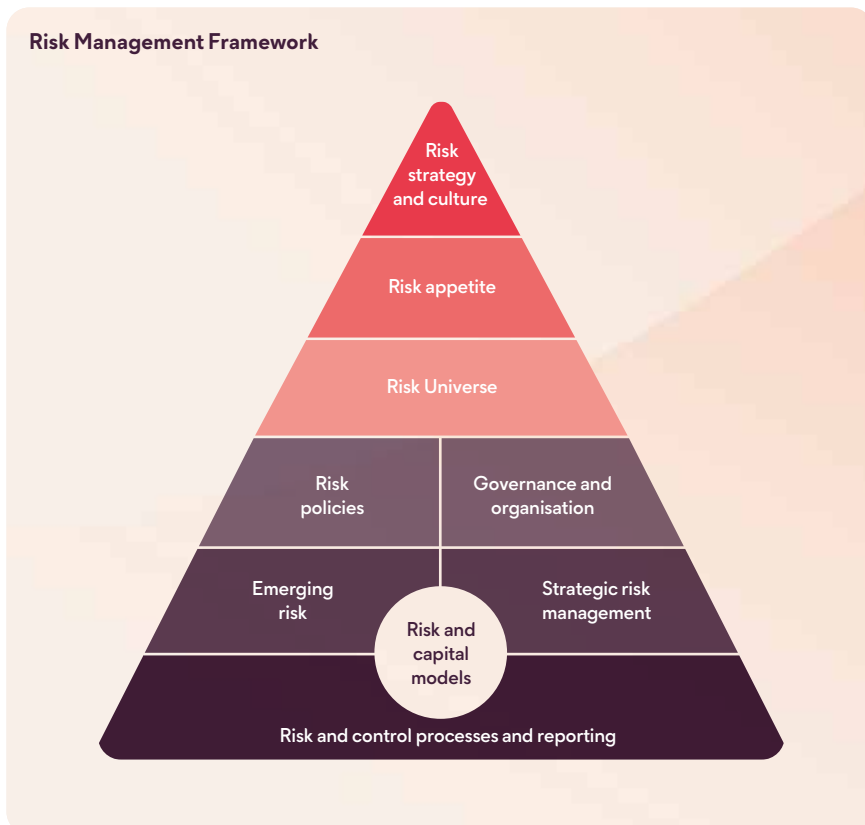 Risk Management Framework
Risk
strategy
and culture
Risk appetite
Risk Universe
Risk
policies
Governance and
organisation
Emerging
risk
Strategic risk
management
Risk and
capital
models
Risk and control processes and reporting